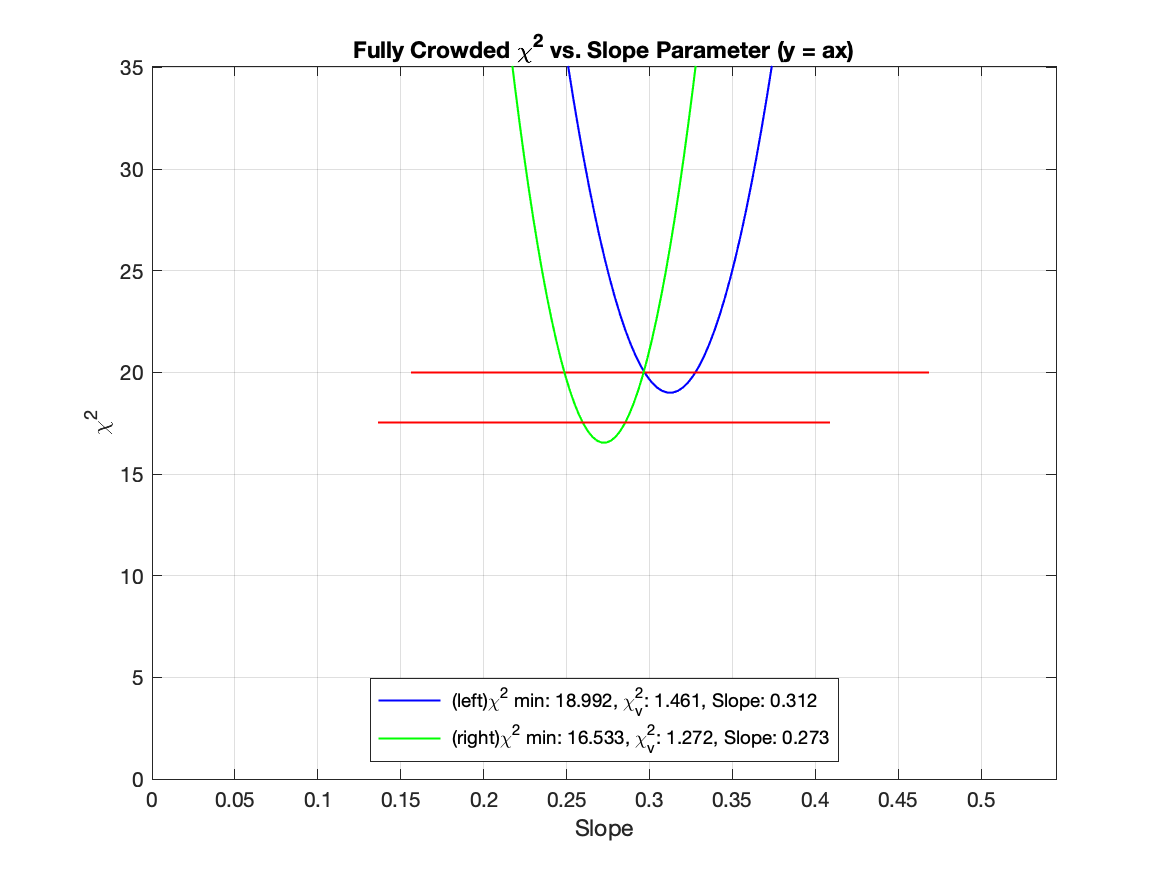 Fully Crowded χ² vs. Slope Parameter (y = ax)
35
30
25
20
15
10
5
0
χ²
(left)χ² min: 18.992, χ²ᵥ: 1.461, Slope: 0.312
(right)χ² min: 16.533, χ²ᵥ: 1.272, Slope: 0.273
0 0.05 0.1 0.15 0.2 0.25 0.3 0.35 0.4 0.45 0.5
Slope